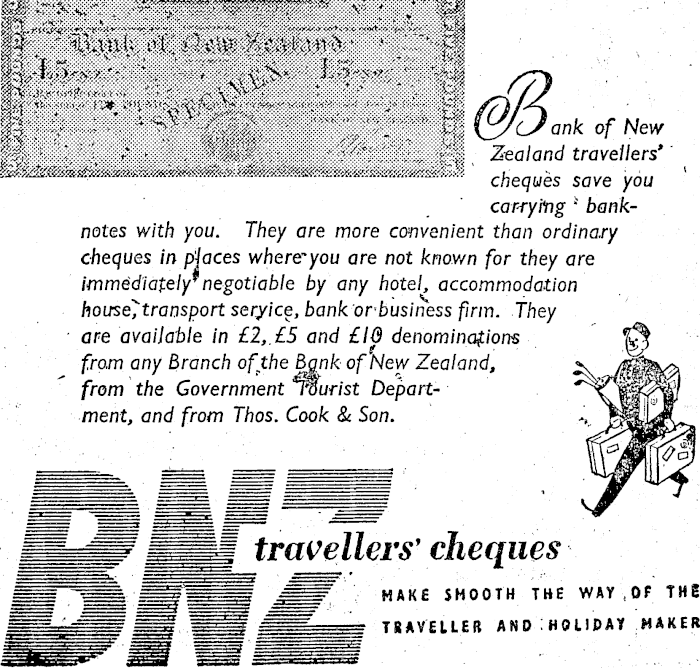 Bank of New Zealand
£5 £5
SPECIMEN
Bank of New
Zealand travellers'
cheques save you
carrying bank-
notes with you. They are more convenient than ordinary
cheques in places where you are not known for they are
immediately negotiable by any hotel, accommodation
house, transport service, bank or business firm. They
are available in £2, £5 and £10 denominations
from any Branch of the Bank of New Zealand,
from the Government Tourist Depart-
ment, and from Thos. Cook & Son.
BNZ
travellers' cheques
MAKE SMOOTH THE WAY OF THE
TRAVELLER AND HOLIDAY MAKER